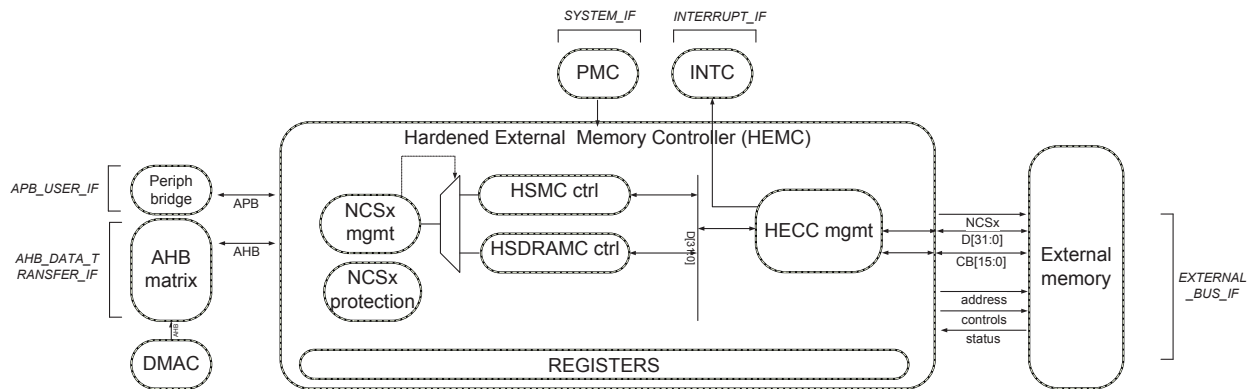 SYSTEM_IF
INTERRUPT_IF
PMC
INTC
Hardened External Memory Controller (HEMC)
APB_USER_IF
Periph
bridge
APB
AHB_DATA_T
RANSFER_IF
AHB
matrix
AHB
AHB
DMAC
NCSx
mgmt
NCSx
protection
HSMC ctrl
HSDRAMC ctrl
D[31:0]
HECC mgmt
REGISTERS
NCSx
D[31:0]
CB[15:0]
address
controls
status
External
memory
EXTERNAL
_BUS_IF